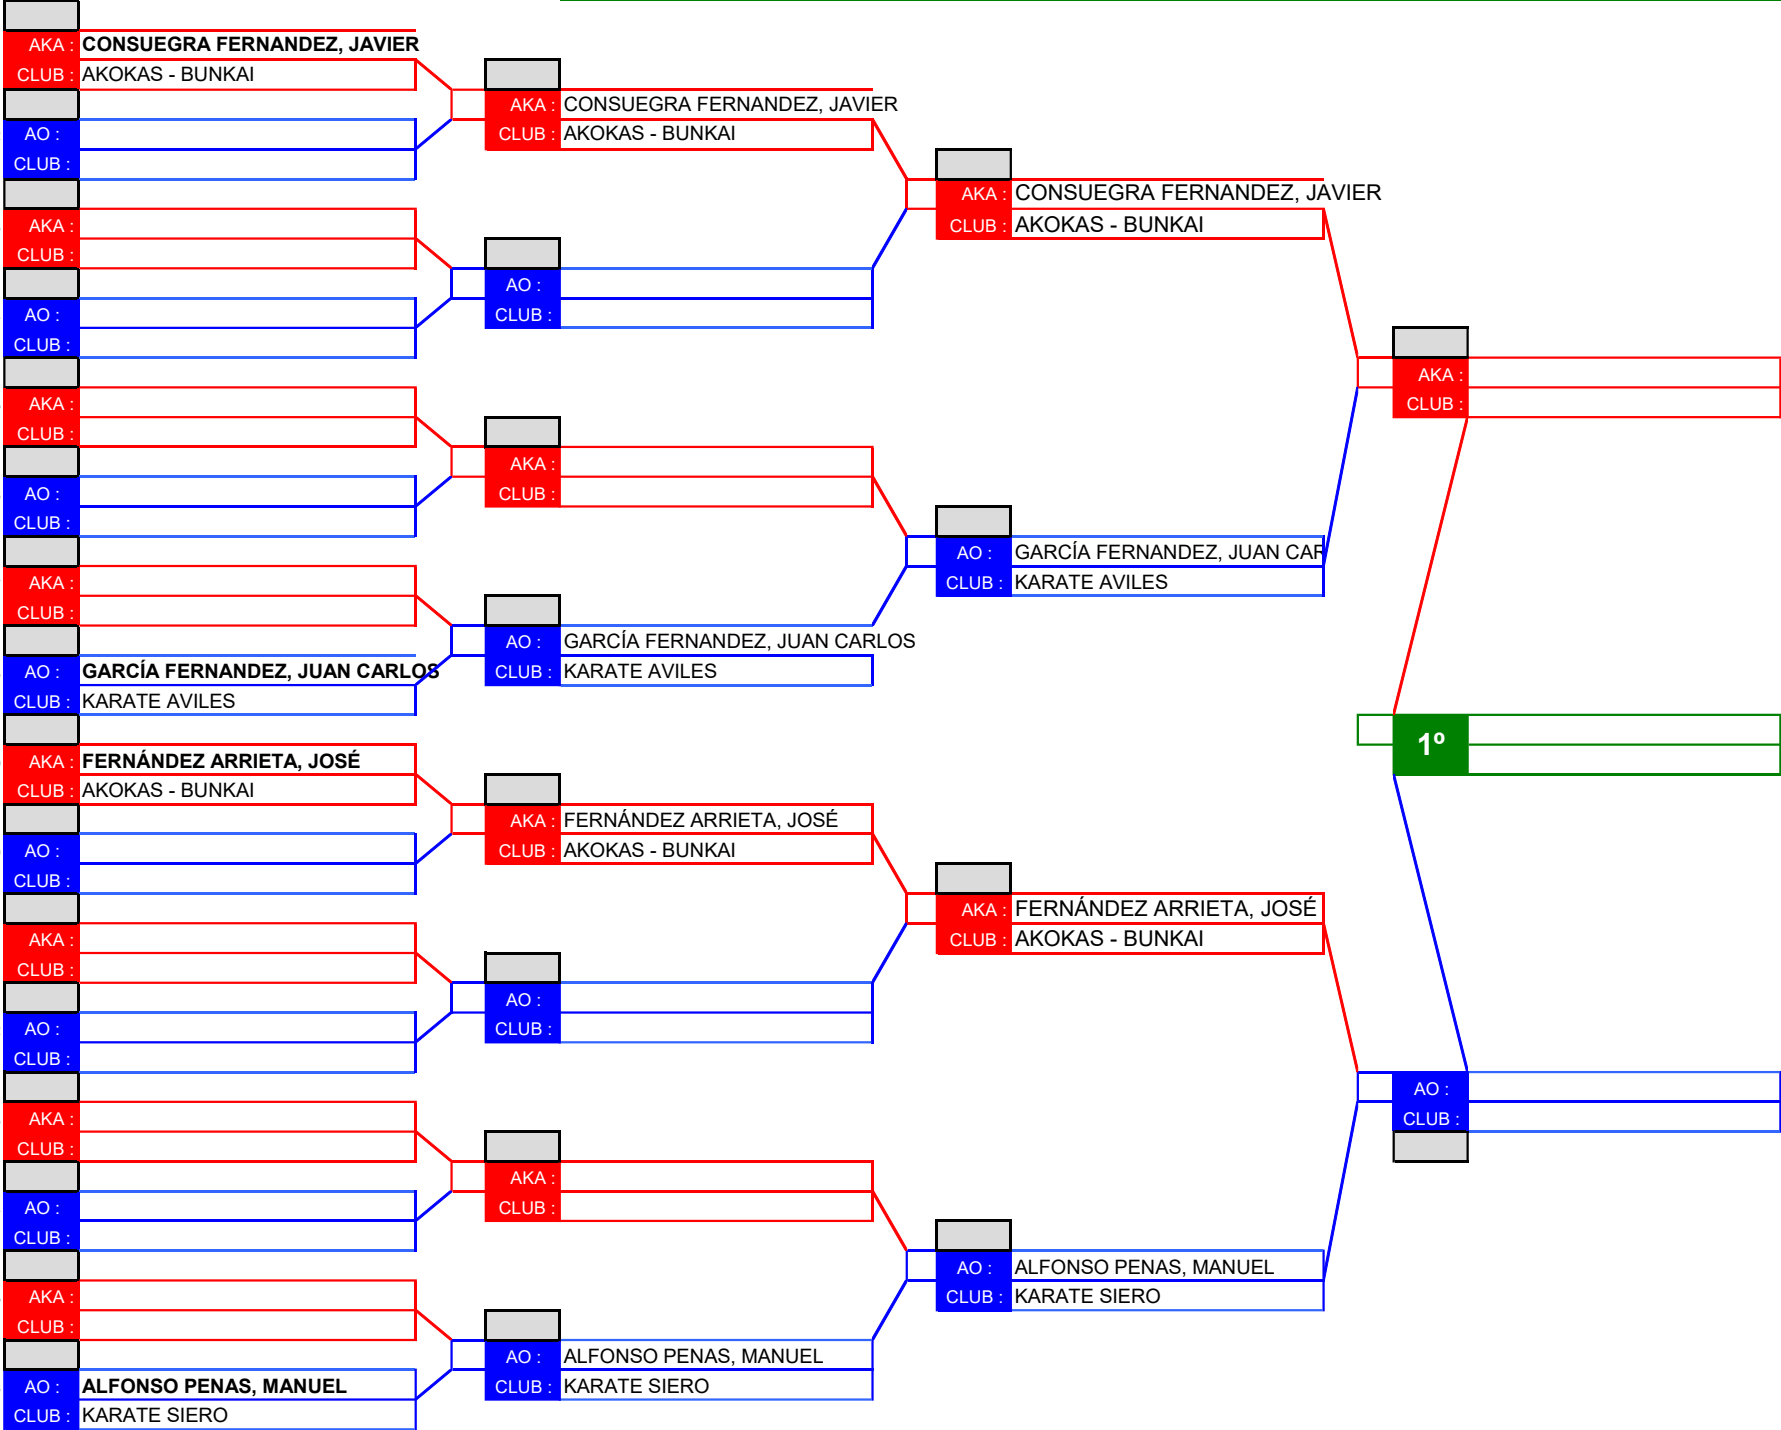 AKA : CONSUEGRA FERNANDEZ, JAVIER
CLUB : AKOKAS - BUNKAI
AO :
CLUB :
AKA :
CLUB :
AO :
CLUB :
AKA :
CLUB :
AO :
CLUB :
AKA :
CLUB :
AO : GARCÍA FERNANDEZ, JUAN CARLOS
CLUB : KARATE AVILES
AKA : FERNÁNDEZ ARRIETA, JOSÉ
CLUB : AKOKAS - BUNKAI
AO :
CLUB :
AKA :
CLUB :
AO :
CLUB :
AKA :
CLUB :
AO :
CLUB :
AKA :
CLUB :
AO : ALFONSO PENAS, MANUEL
CLUB : KARATE SIERO
AKA : CONSUEGRA FERNANDEZ, JAVIER
CLUB : AKOKAS - BUNKAI
AO :
CLUB :
AKA :
CLUB :
AO : GARCÍA FERNANDEZ, JUAN CARLOS
CLUB : KARATE AVILES
AKA : FERNÁNDEZ ARRIETA, JOSÉ
CLUB : AKOKAS - BUNKAI
AO :
CLUB :
AKA :
CLUB :
AO : ALFONSO PENAS, MANUEL
CLUB : KARATE SIERO
AKA : CONSUEGRA FERNANDEZ, JAVIER
CLUB : AKOKAS - BUNKAI
AO : GARCÍA FERNANDEZ, JUAN CAR
CLUB : KARATE AVILES
AKA : FERNÁNDEZ ARRIETA, JOSÉ
CLUB : AKOKAS - BUNKAI
AO : ALFONSO PENAS, MANUEL
CLUB : KARATE SIERO
AKA :
CLUB :
1º
AO :
CLUB :